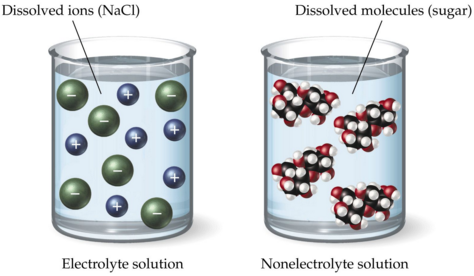 Dissolved ions (NaCl)
Dissolved molecules (sugar)
− + −
− +
+ −
− +
+ −
Electrolyte solution
Nonelectrolyte solution